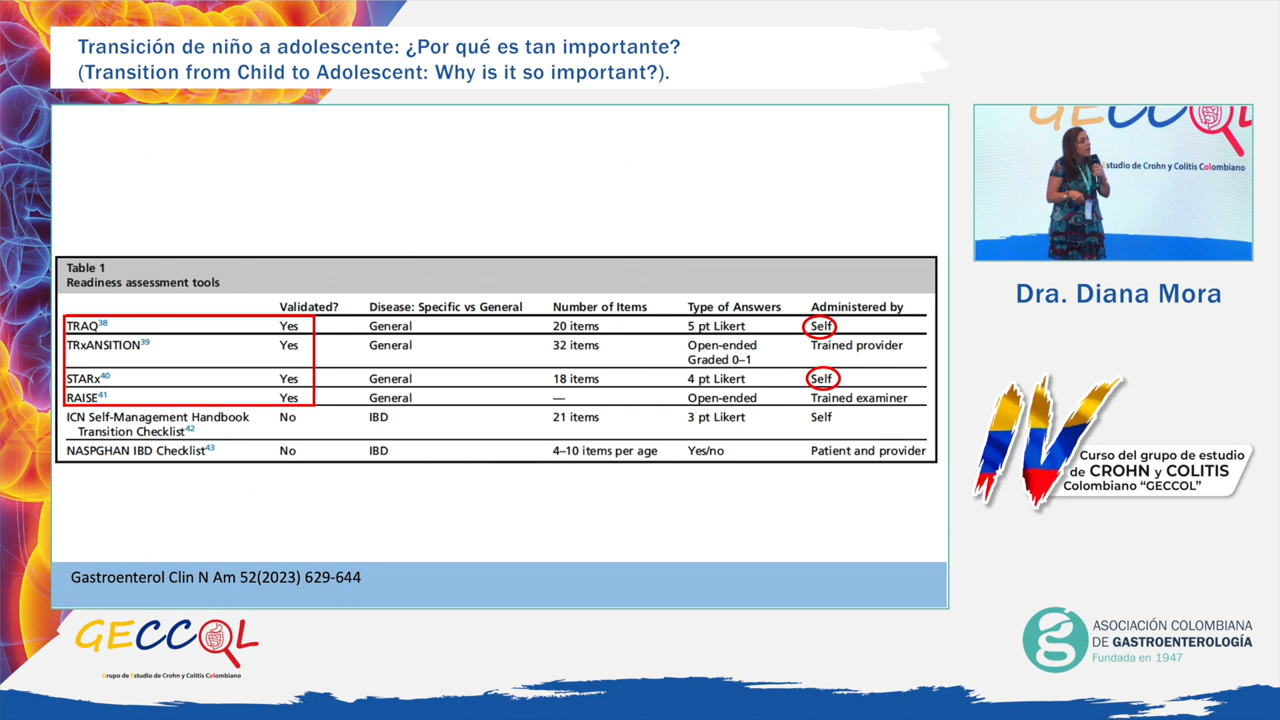 Transición de niño a adolescente: ¿Por qué es tan importante?
(Transition from Child to Adolescent: Why is it so important?).
Table 1
Readiness assessment tools
Validated? Disease: Specific vs General Number of Items Type of Answers Administered by
TRAQ38 Yes General 20 items 5 pt Likert Self
TRxANSITION39 Yes General 32 items Open-ended Trained provider
Graded 0–1
STARx40 Yes General 18 items 4 pt Likert Self
RAISE41 Yes General — Open-ended Trained examiner
ICN Self-Management Handbook No IBD 21 items 3 pt Likert Self
Transition Checklist42
NASPGHAN IBD Checklist43 No IBD 4–10 items per age Yes/no Patient and provider
Gastroenterol Clin N Am 52(2023) 629-644
GECCOL
studio de Crohn y Colitis Colombiano
Dra. Diana Mora
IV
Curso del grupo de estudio
de CROHN y COLITIS
Colombiano “GECCOL”
GECCOL
Grupo de Estudio de Crohn y Colitis Colombiano
ASOCIACIÓN COLOMBIANA
DE GASTROENTEROLOGÍA
Fundada en 1947